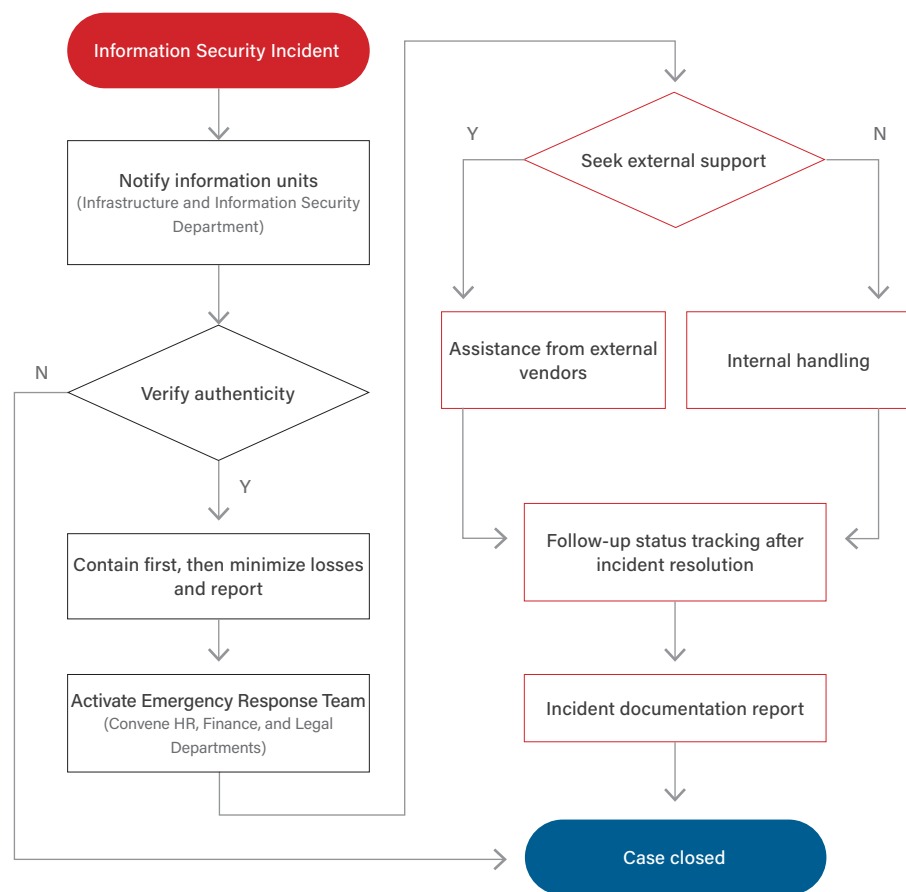 Information Security Incident
Notify information units
(Infrastructure and Information Security
Department)
N
Verify authenticity
Y
Contain first, then minimize losses
and report
Activate Emergency Response Team
(Convene HR, Finance, and Legal
Departments)
Y
N
Seek external support
Assistance from external
vendors
Internal handling
Follow-up status tracking after
incident resolution
Incident documentation report
Case closed